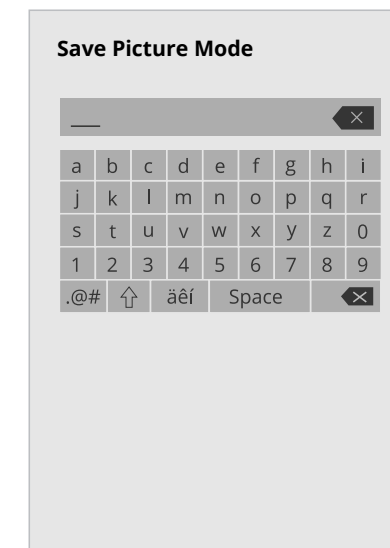 Save Picture Mode
a b c d e f g h i
j k l m n o p q r
s t u v w x y z 0
1 2 3 4 5 6 7 8 9
.@# äêí Space